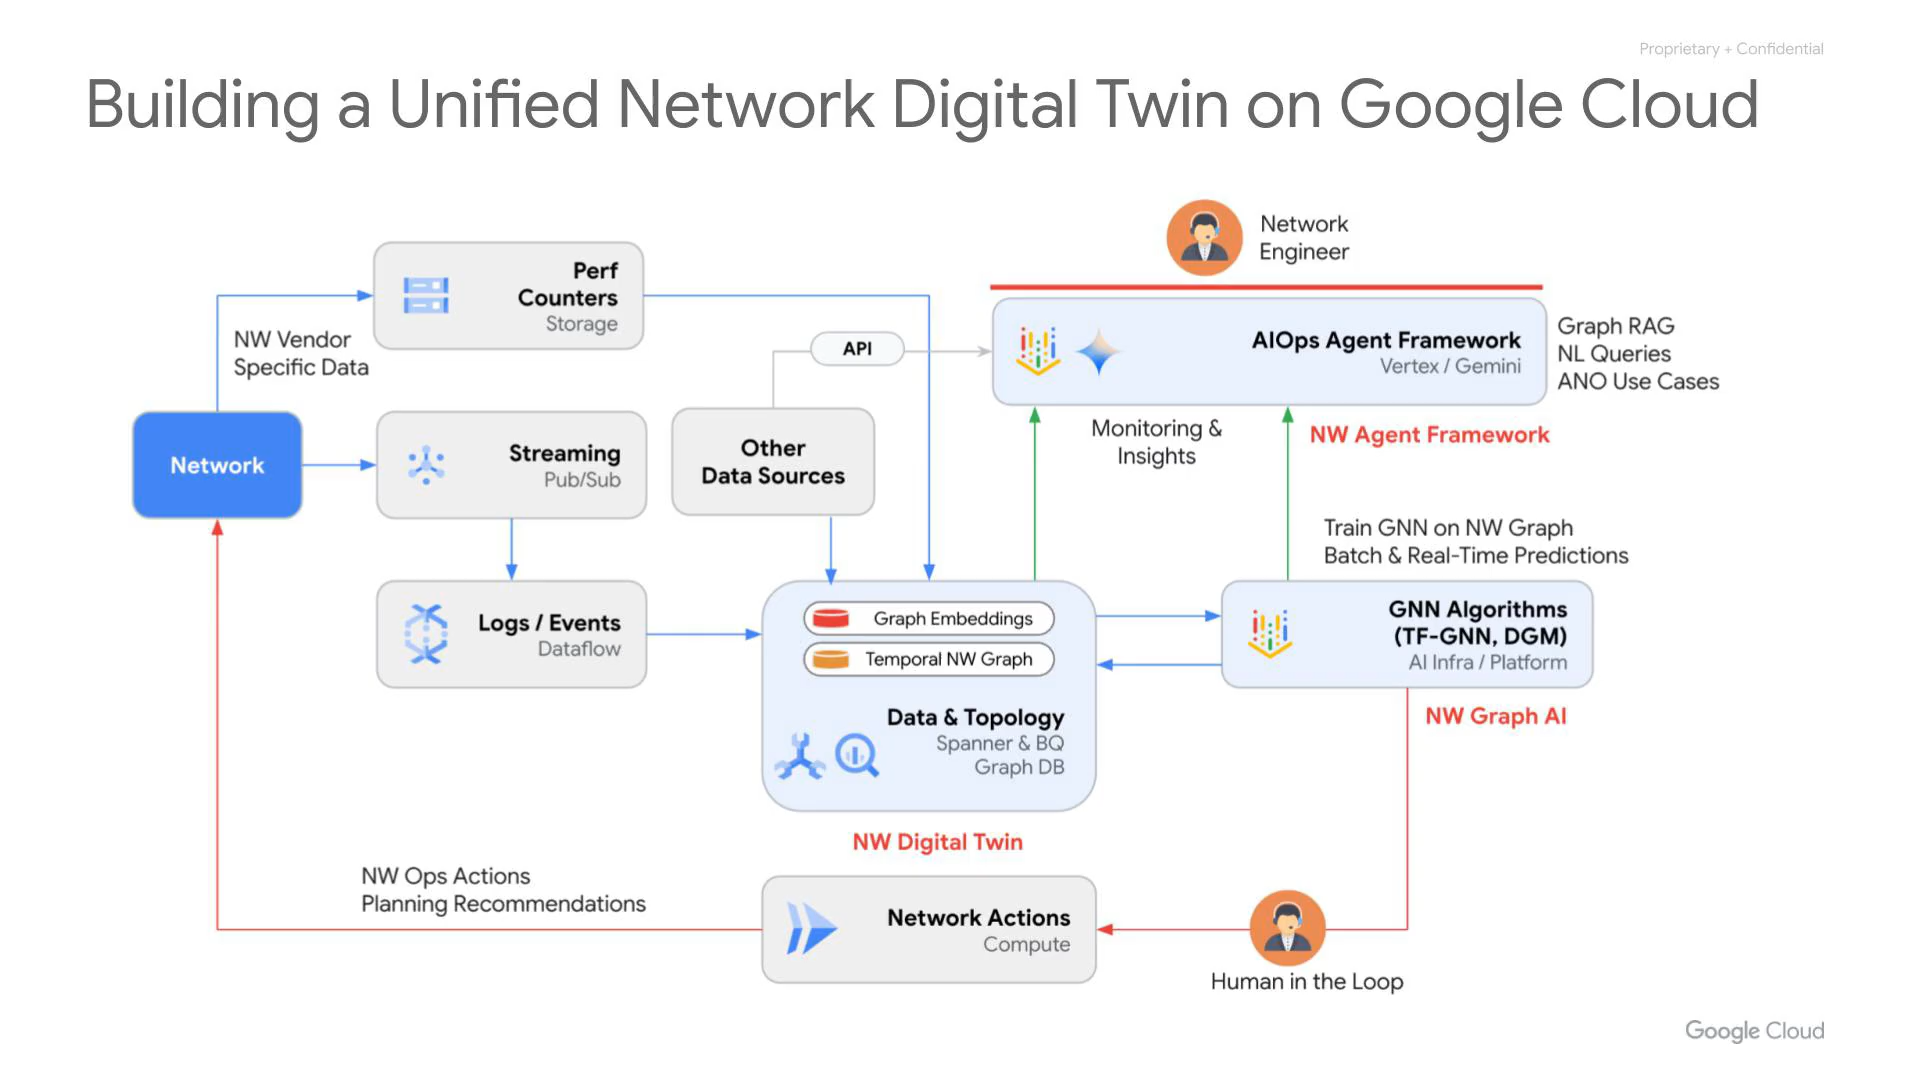 Proprietary + Confidential
Building a Unified Network Digital Twin on Google Cloud
Network
Engineer
Perf
Counters
Storage
NW Vendor
Specific Data
API
AIOps Agent Framework
Vertex / Gemini
Graph RAG
NL Queries
ANO Use Cases
Network
Streaming
Pub/Sub
Other
Data Sources
Monitoring &
Insights
NW Agent Framework
Train GNN on NW Graph
Batch & Real-Time Predictions
Logs / Events
Dataflow
Graph Embeddings
Temporal NW Graph
Data & Topology
Spanner & BQ
Graph DB
GNN Algorithms
(TF-GNN, DGM)
AI Infra / Platform
NW Graph AI
NW Digital Twin
NW Ops Actions
Planning Recommendations
Network Actions
Compute
Human in the Loop
Google Cloud